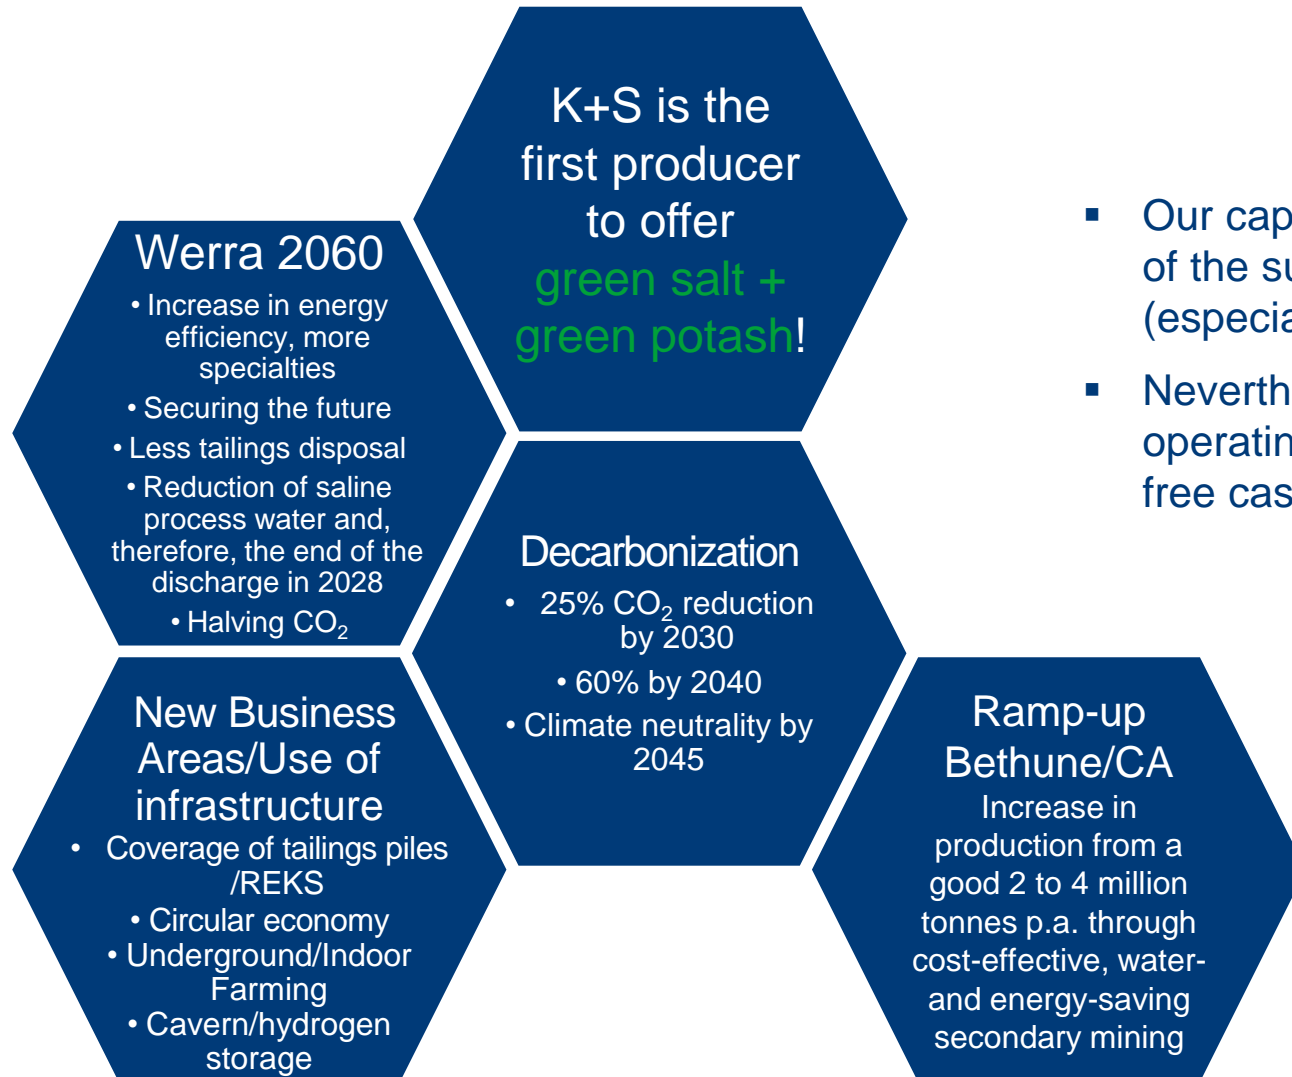 K+S is the
first producer
to offer
green salt +
green potash!
Werra 2060
• Increase in energy
efficiency, more
specialties
• Securing the future
• Less tailings disposal
• Reduction of saline
process water and,
therefore, the end of the
discharge in 2028
• Halving CO₂
Decarbonization
• 25% CO₂ reduction
by 2030
• 60% by 2040
• Climate neutrality by
2045
New Business
Areas/Use of
infrastructure
• Coverage of tailings piles
/REKS
• Circular economy
• Underground/Indoor
Farming
• Cavern/hydrogen
storage
Ramp-up
Bethune/CA
Increase in
production from a
good 2 to 4 million
tonnes p.a. through
cost-effective, water-
and energy-saving
secondary mining
▪ Our cap
of the su
(especia
▪ Neverth
operatin
free cas